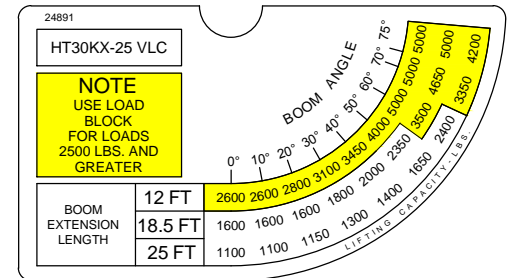 24891
HT30KX-25 VLC
NOTE
USE LOAD
BLOCK
FOR LOADS
2500 LBS. AND
GREATER
BOOM ANGLE
0° 10° 20° 30° 40° 50° 60° 70° 75°
BOOM
EXTENSION
LENGTH
12 FT 2600 2600 2800 3100 3450 4000 5000 5000 5000
18.5 FT 1600 1600 1600 1800 2000 2350 3500 4650 5000
25 FT 1100 1100 1150 1300 1400 1650 2400 3350 4200
LIFTING CAPACITY-LBS.